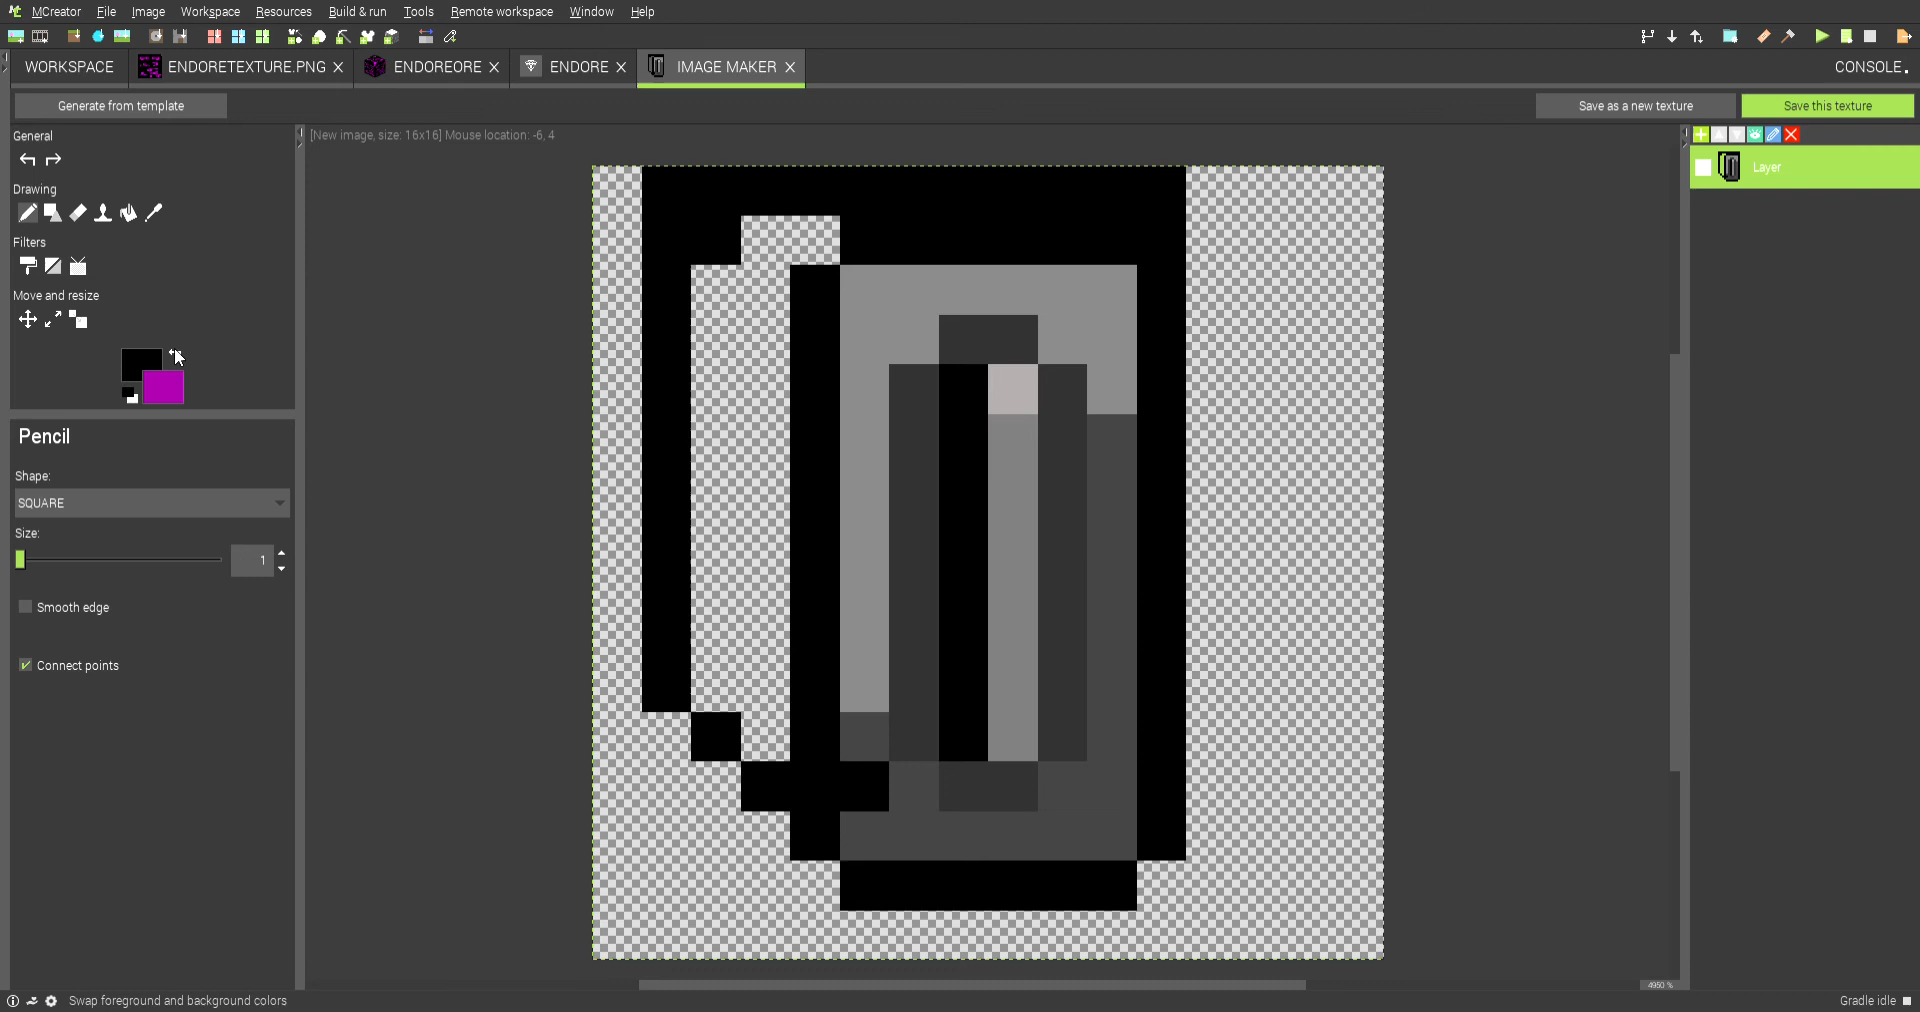 MCreator File Image Workspace Resources Build & run Tools Remote workspace Window Help
WORKSPACE ENDORETEXTURE.PNG ENDOREORE ENDORE IMAGE MAKER CONSOLE
Generate from template Save as a new texture Save this texture
General
[New image, size: 16x16] Mouse location: -6, 4
Layer
Drawing
Filters
Move and resize
Pencil
Shape:
SQUARE
Size:
1
Smooth edge
Connect points
4950 %
Swap foreground and background colors
Gradle idle